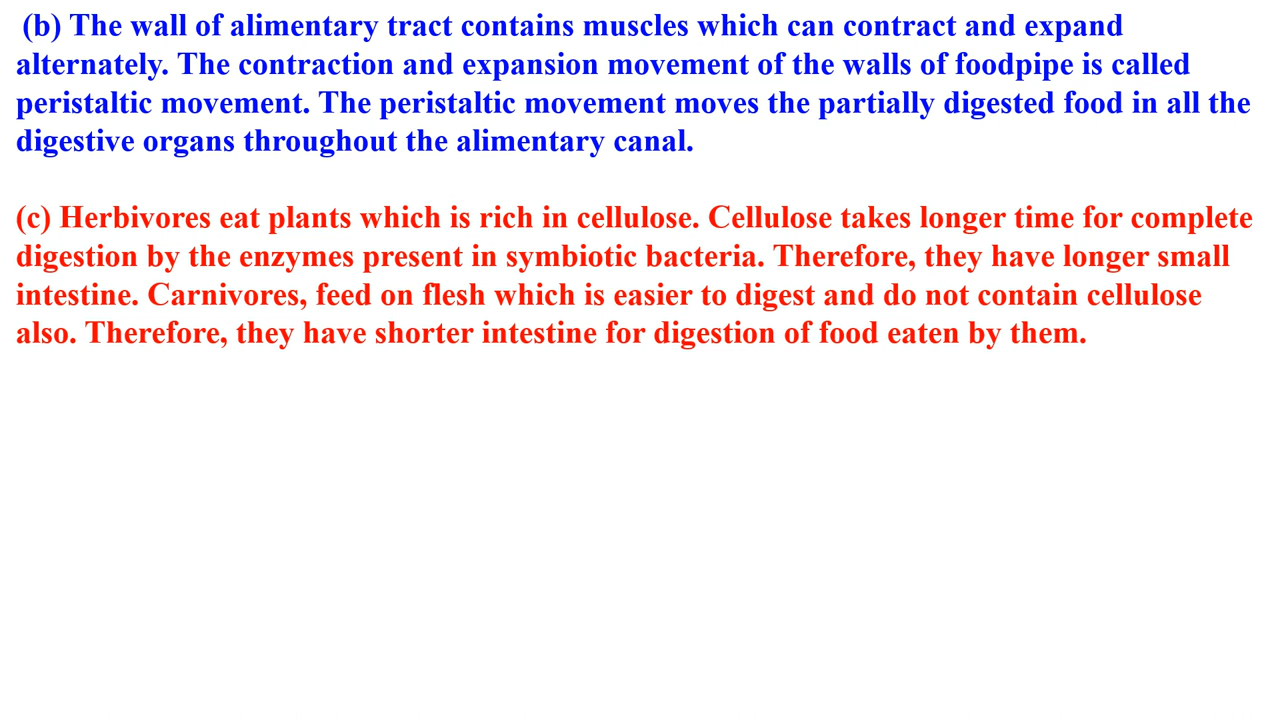 (b) The wall of alimentary tract contains muscles which can contract and expand
alternately. The contraction and expansion movement of the walls of foodpipe is called
peristaltic movement. The peristaltic movement moves the partially digested food in all the
digestive organs throughout the alimentary canal.
(c) Herbivores eat plants which is rich in cellulose. Cellulose takes longer time for complete
digestion by the enzymes present in symbiotic bacteria. Therefore, they have longer small
intestine. Carnivores, feed on flesh which is easier to digest and do not contain cellulose
also. Therefore, they have shorter intestine for digestion of food eaten by them.